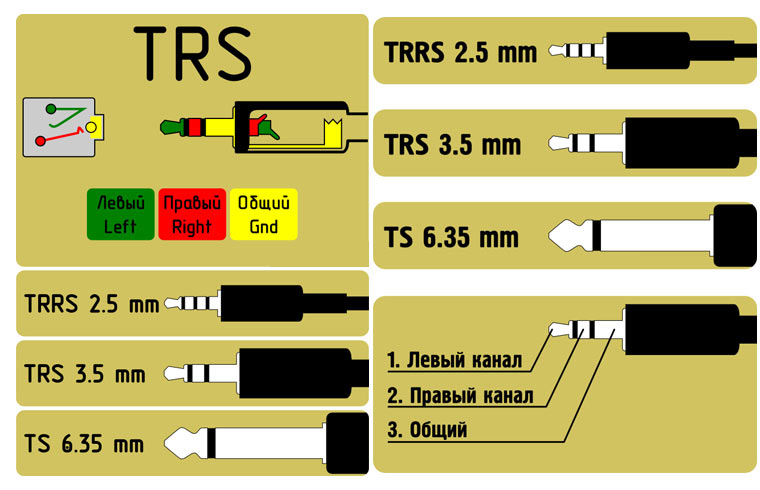 TRS
Левый
Left
Правый
Right
Общий
Gnd
TRRS 2.5 mm
TRS 3.5 mm
TS 6.35 mm
TRRS 2.5 mm
TRS 3.5 mm
TS 6.35 mm
1. Левый канал
2. Правый канал
3. Общий